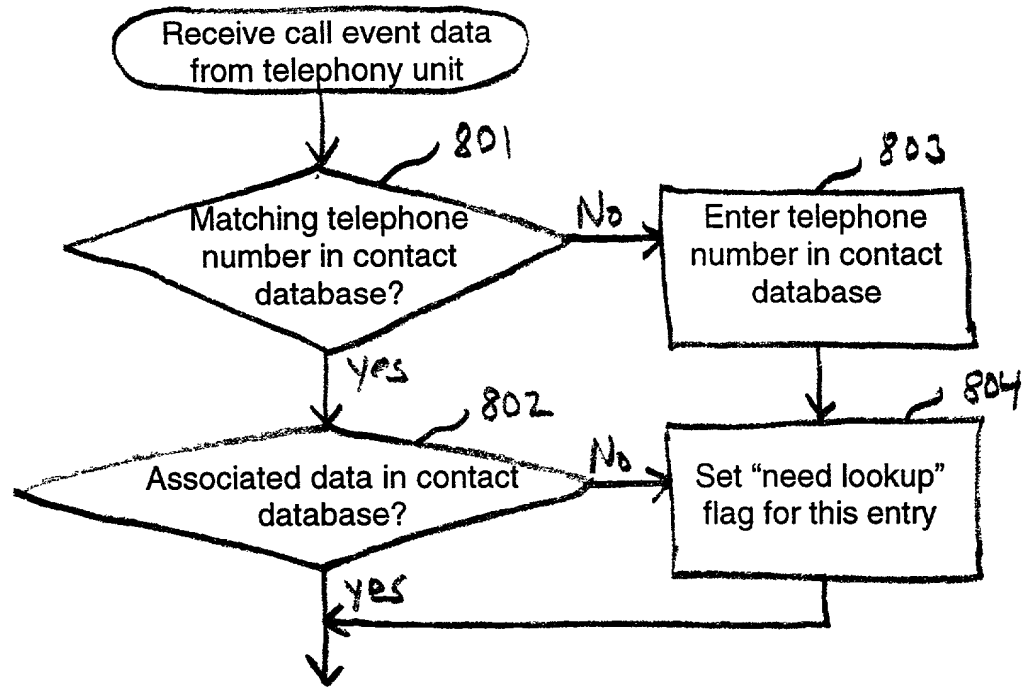 Receive call event data
from telephony unit
801
803
Matching telephone
number in contact
database?
No
Enter telephone
number in contact
database
yes
802
804
Associated data in contact
database?
No
Set “need lookup”
flag for this entry
yes